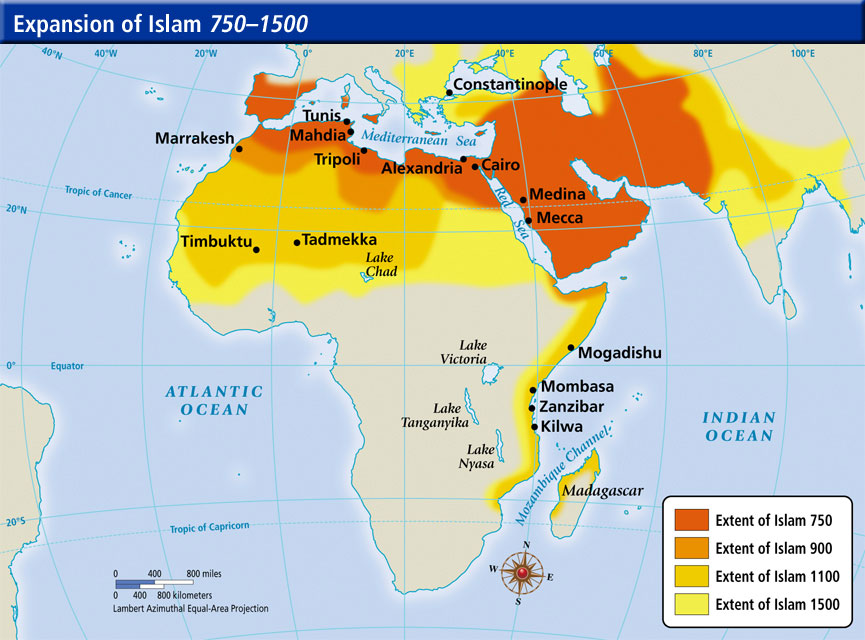 Expansion of Islam 750–1500
40°N
40°W
20°W
0°
20°E
40°E
60°E
80°E
100°E
Constantinople
Tunis
Mahdia
Mediterranean Sea
Marrakesh
Tripoli
Alexandria
Cairo
Tropic of Cancer
Red Sea
Medina
20°N
Mecca
Timbuktu
Tadmekka
Lake
Chad
Lake
Victoria
Mogadishu
0°
Equator
Mombasa
ATLANTIC
OCEAN
Lake
Tanganyika
Zanzibar
Kilwa
INDIAN
OCEAN
Lake
Nyasa
Mozambique Channel
Madagascar
20°S
Tropic of Capricorn
Extent of Islam 750
Extent of Islam 900
Extent of Islam 1100
Extent of Islam 1500
N
W
E
S
0 400 800 miles
0 400 800 kilometers
Lambert Azimuthal Equal-Area Projection